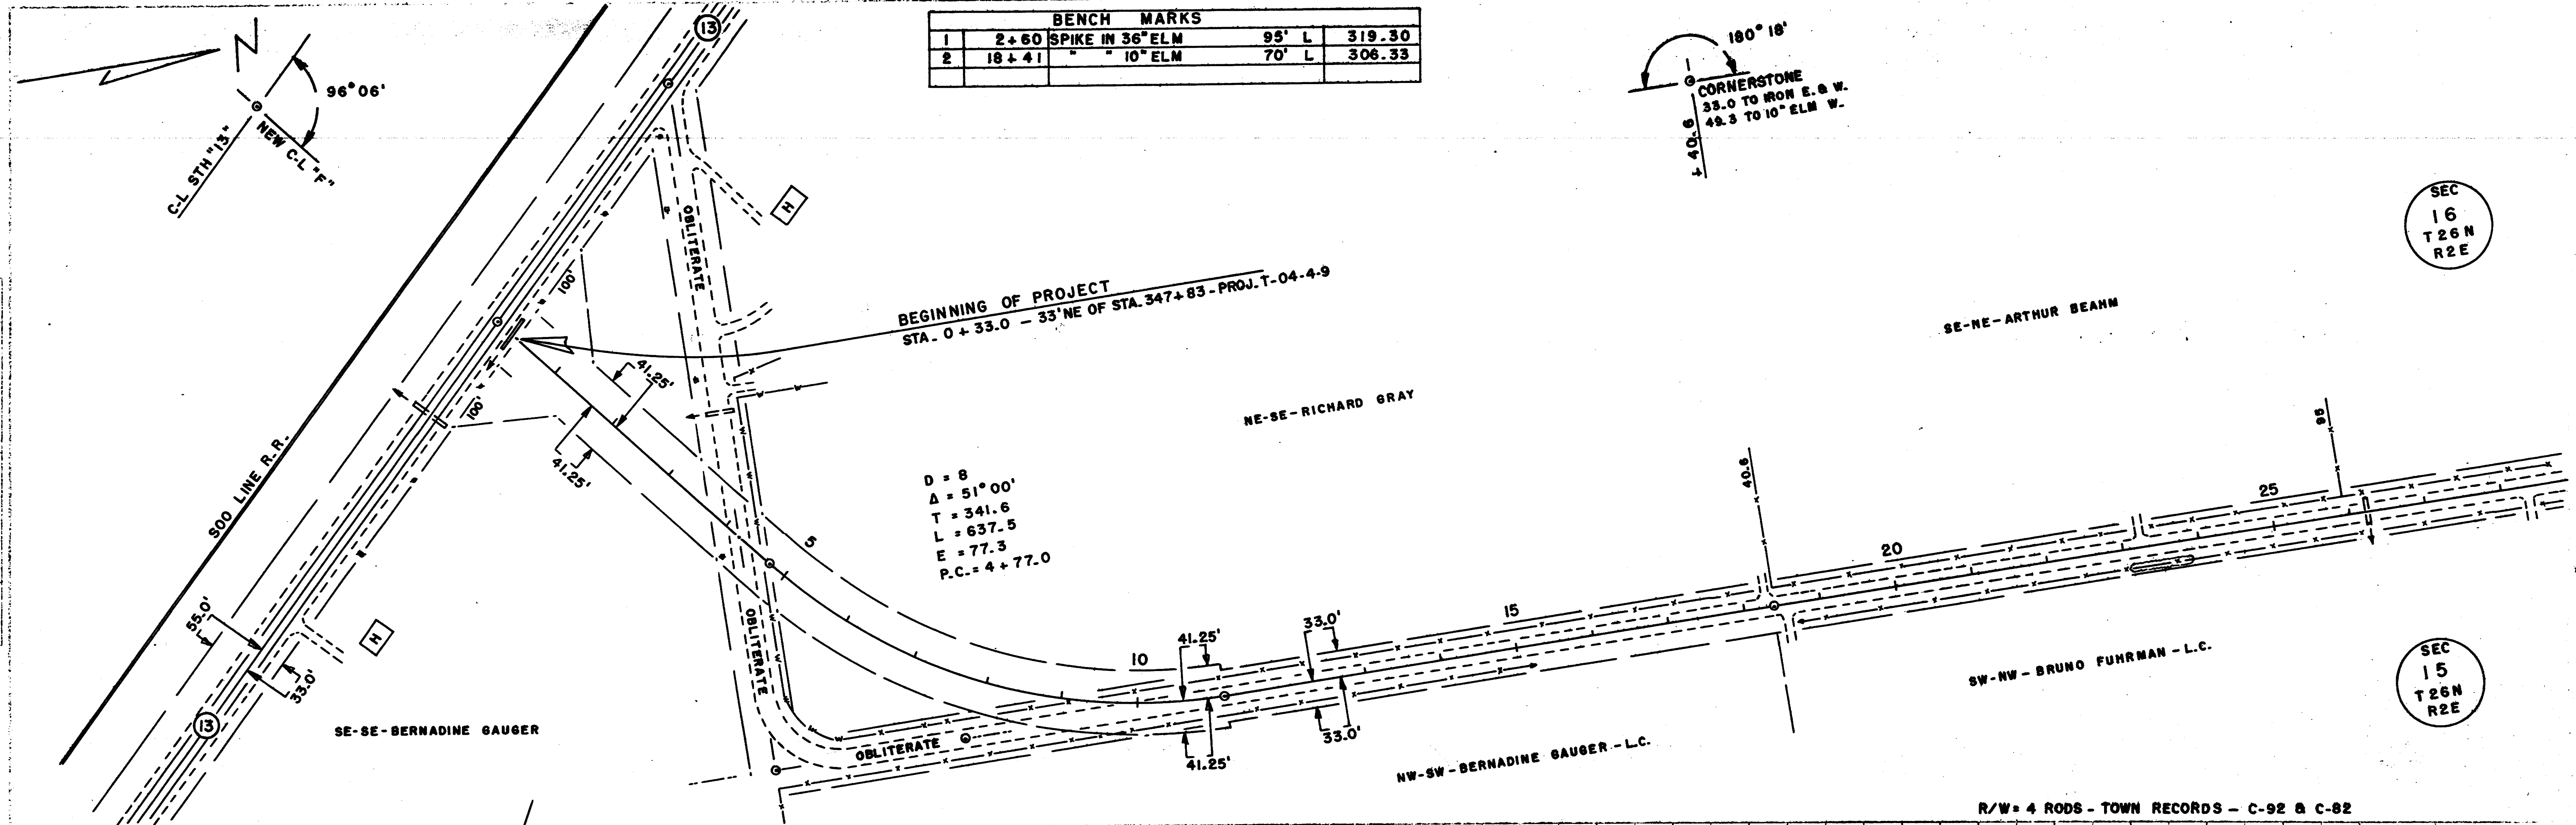 BENCH MARKS
1 2+60 SPIKE IN 36" ELM 95' L 319.30
2 18+41 " " 10" ELM 70' L 306.33
N
96° 06'
C-L STH "13"
NEW C-L "F"
13
180° 18'
CORNERSTONE
33.0 TO IRON E. & W.
49.3 TO 10" ELM W.
+ 40.6
SEC
16
T 26 N
R2E
H
OBLITERATE
100'
BEGINNING OF PROJECT
STA. 0 + 33.0 - 33' NE OF STA. 347+83 - PROJ. T-04-4-9
SE-NE-ARTHUR BEAHM
41.25'
100'
41.25'
NE-SE-RICHARD GRAY
SOO LINE R.R.
D = 8
Δ = 51° 00'
T = 341.6
L = 637.5
E = 77.3
P.C. = 4 + 77.0
5
40.6
95
25
20
15
10
55.0'
33.0'
H
13
OBLITERATE
OBLITERATE
41.25'
33.0'
41.25'
33.0'
SE-SE-BERNADINE GAUGER
NW-SW-BERNADINE GAUGER-L.C.
SW-NW-BRUNO FUHRMAN-L.C.
SEC
15
T 26 N
R2E
R/W= 4 RODS - TOWN RECORDS - C-92 & C-82